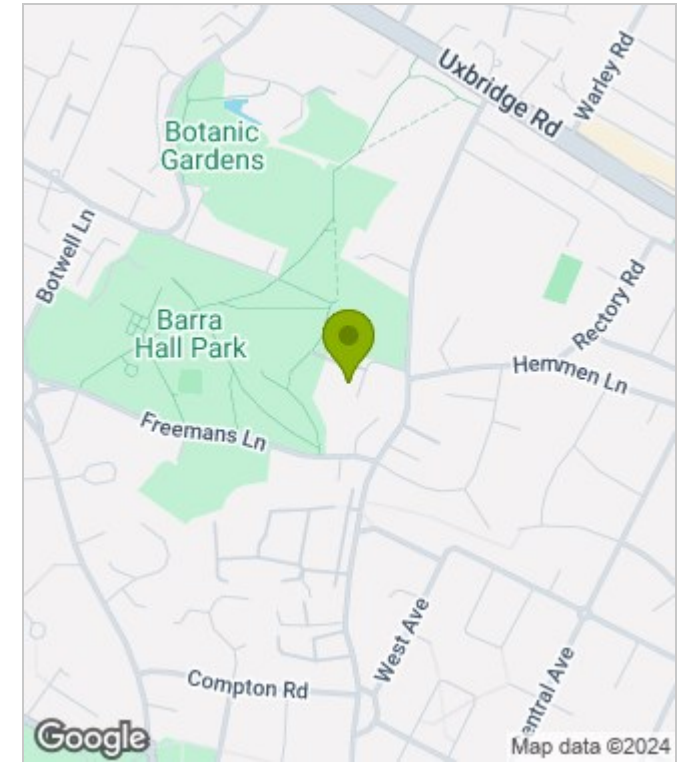 Uxbridge Rd
Warley Rd
Botanic
Gardens
Botwell Ln
Rectory Rd
Barra
Hall Park
Hemmen Ln
Freemans Ln
West Ave
Compton Rd
entral Ave
Google
Map data ©2024